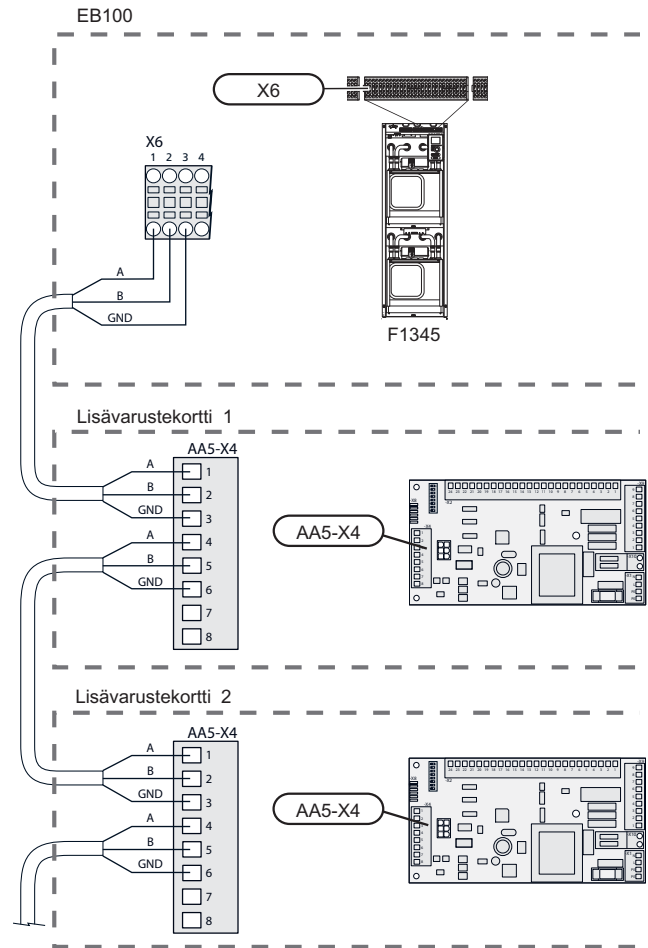 EB100
X6
X6
1 2 3 4
A
B
GND
F1345
Lisävarustekortti 1
AA5-X4
A 1
B 2
GND 3
A 4
B 5
GND 6
7
8
AA5-X4
Lisävarustekortti 2
AA5-X4
A 1
B 2
GND 3
A 4
B 5
GND 6
7
8
AA5-X4